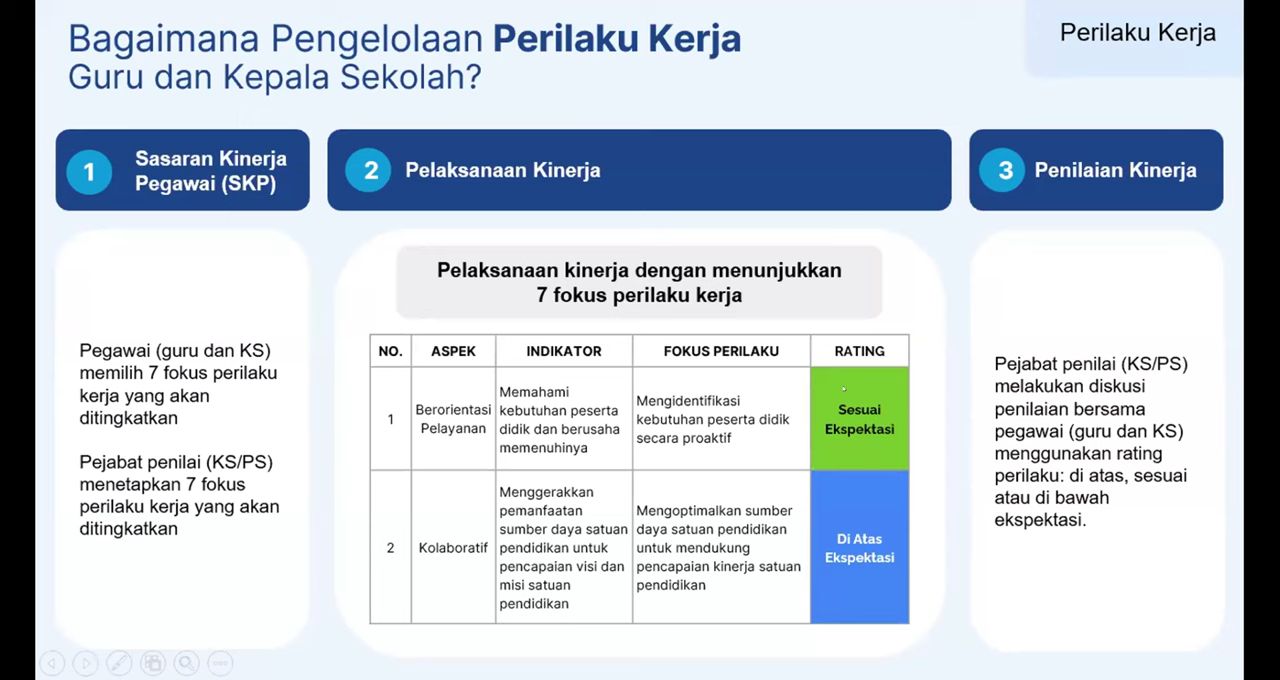 Bagaimana Pengelolaan Perilaku Kerja
Guru dan Kepala Sekolah?
Perilaku Kerja
1
Sasaran Kinerja
Pegawai (SKP)
2
Pelaksanaan Kinerja
3
Penilaian Kinerja
Pegawai (guru dan KS)
memilih 7 fokus perilaku
kerja yang akan
ditingkatkan
Pejabat penilai (KS/PS)
menetapkan 7 fokus
perilaku kerja yang akan
ditingkatkan
Pelaksanaan kinerja dengan menunjukkan
7 fokus perilaku kerja
NO.
ASPEK
INDIKATOR
FOKUS PERILAKU
RATING
1
Berorientasi
Pelayanan
Memahami
kebutuhan peserta
didik dan berusaha
memenuhinya
Mengidentifikasi
kebutuhan peserta didik
secara proaktif
Sesuai
Ekspektasi
2
Kolaboratif
Menggerakkan
pemanfaatan
sumber daya satuan
pendidikan untuk
pencapaian visi dan
misi satuan
pendidikan
Mengoptimalkan sumber
daya satuan pendidikan
untuk mendukung
pencapaian kinerja satuan
pendidikan
Di Atas
Ekspektasi
Pejabat penilai (KS/PS)
melakukan diskusi
penilaian bersama
pegawai (guru dan KS)
menggunakan rating
perilaku: di atas, sesuai
atau di bawah
ekspektasi.